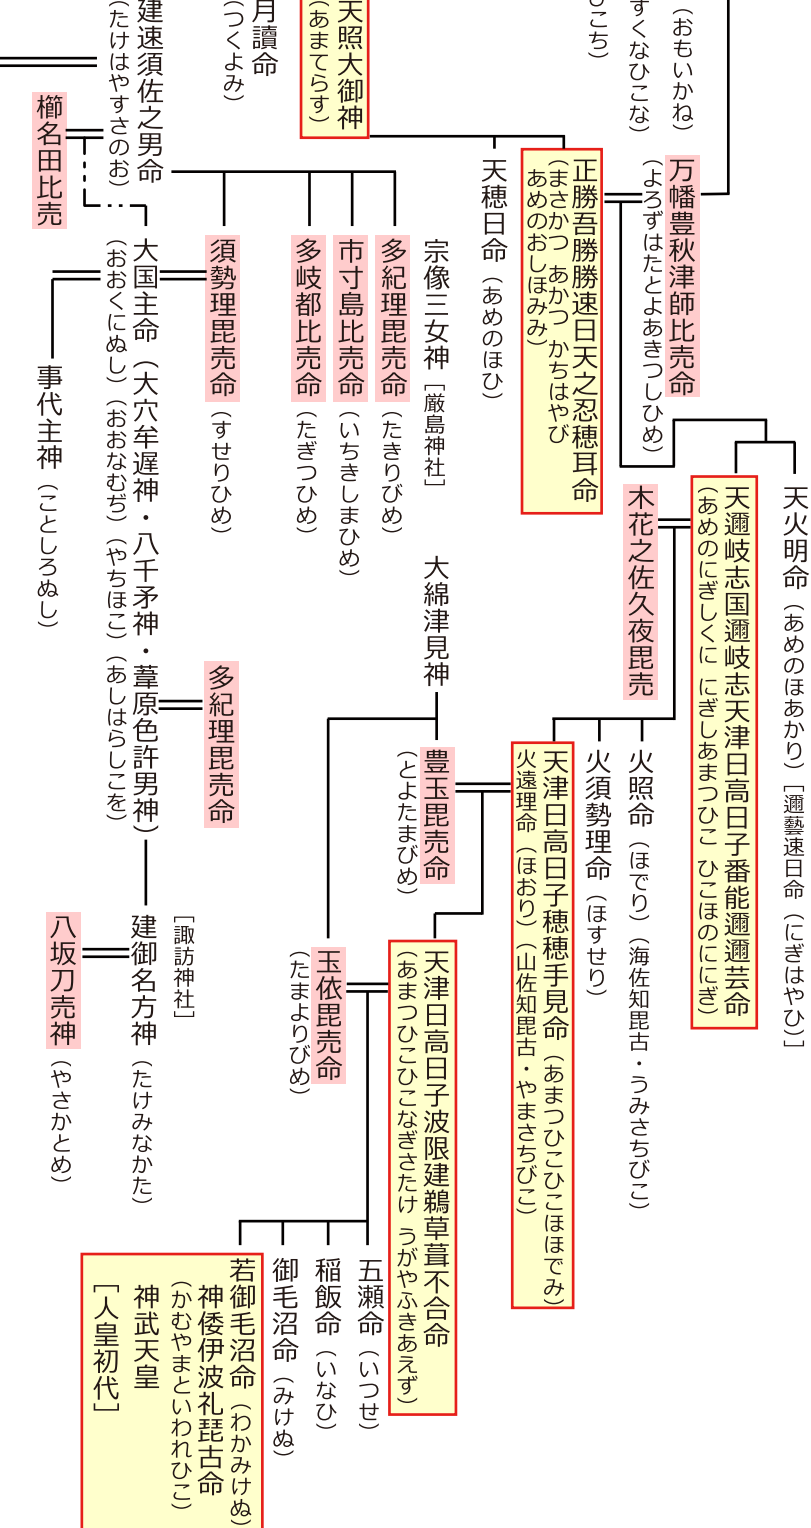 びこち）
すくなひこな）
（おもいかね）
天照大御神
（あまてらす）
月讀命
（つくよみ）
建速須佐之男命
（たけはやすさのお）
櫛名田比売
万幡豊秋津師比売命
（よろずはたとよあきつしひめ）
正勝吾勝勝速日天之忍穂耳命
（まさかつ あかつ かちはやび
あめのおしほみみ）
天穂日命（あめのほひ）
宗像三女神［厳島神社］
多紀理毘売命（たきりびめ）
市寸島比売命（いちきしまひめ）
多岐都比売命（たぎつひめ）
須勢理毘売命（すせりひめ）
大国主命（大穴牟遅神・八千矛神・葦原色許男神）
（おおくにぬし）（おおなむぢ）（やちほこ）（あしはらしこを）
事代主神（ことしろぬし）
天火明命（あめのほあかり）［邇藝速日命（にぎはやひ）］
天邇岐志国邇岐志天津日高日子番能邇邇芸命
（あめのにぎしくに にぎしあまつひこ ひこほのににぎ）
木花之佐久夜毘売
大綿津見神
多紀理毘売命
火照命（ほでり）（海佐知毘古・うみさちびこ）
火須勢理命（ほすせり）
天津日高日子穂穂手見命（あまつひこひこほほでみ）
火遠理命（ほおり）（山佐知毘古・やまさちびこ）
豊玉毘売命
（とよたまびめ）
［諏訪神社］
建御名方神（たけみなかた）
八坂刀売神（やさかとめ）
天津日高日子波限建鵜草葺不合命
（あまつひこひこなぎさたけ うがやふきあえず）
玉依毘売命
（たまよりびめ）
五瀬命（いつせ）
稲飯命（いなひ）
御毛沼命（みけぬ）
若御毛沼命（わかみけぬ）
神倭伊波礼琵古命
（かむやまといわれひこ）
神武天皇
［人皇初代］